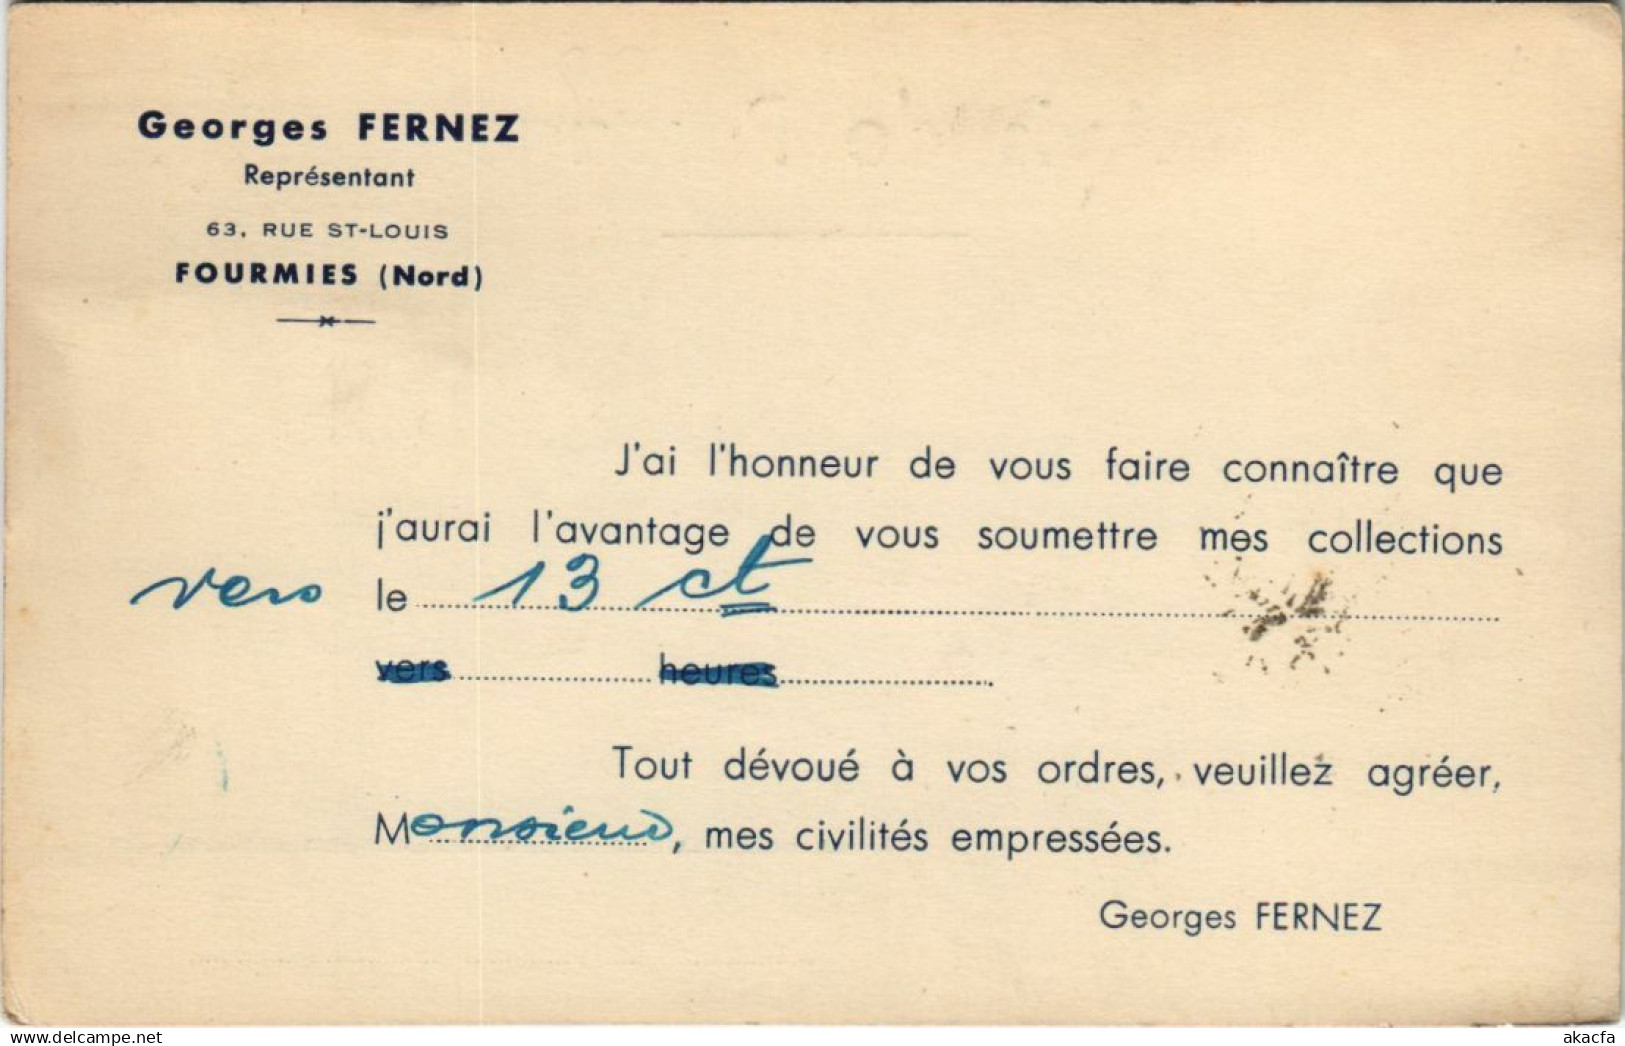 Georges FERNEZ
Représentant
63, RUE ST-LOUIS
FOURMIES (Nord)
J'ai l'honneur de vous faire connaître que
j'aurai l'avantage de vous soumettre mes collections
vers le 13 ct
vers heures
Tout dévoué à vos ordres, veuillez agréer,
Monsieur, mes civilités empressées.
Georges FERNEZ
www.delcampe.net
akacfa